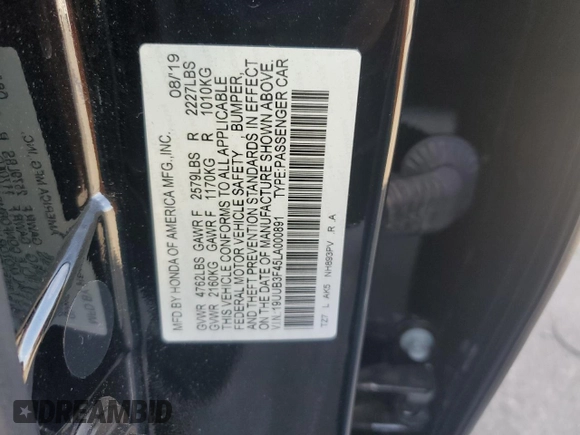 MFD BY HONDA OF AMERICA MFG.,INC. 08/19
GVWR 4762LBS GAWR F 2579LBS R 2227LBS
GVWR 2160KG GAWR F 1170KG R 1010KG
THIS VEHICLE CONFORMS TO ALL APPLICABLE
FEDERAL MOTOR VEHICLE SAFETY BUMPER,
AND THEFT PREVENTION STANDARDS IN EFFECT
ON THE DATE OF MANUFACTURE SHOWN ABOVE.
V.I.N.:19UUB3F45LA000891 TYPE:PASSENGER CAR
TZ7 L AK5 NH893PV R A
DREAMBID